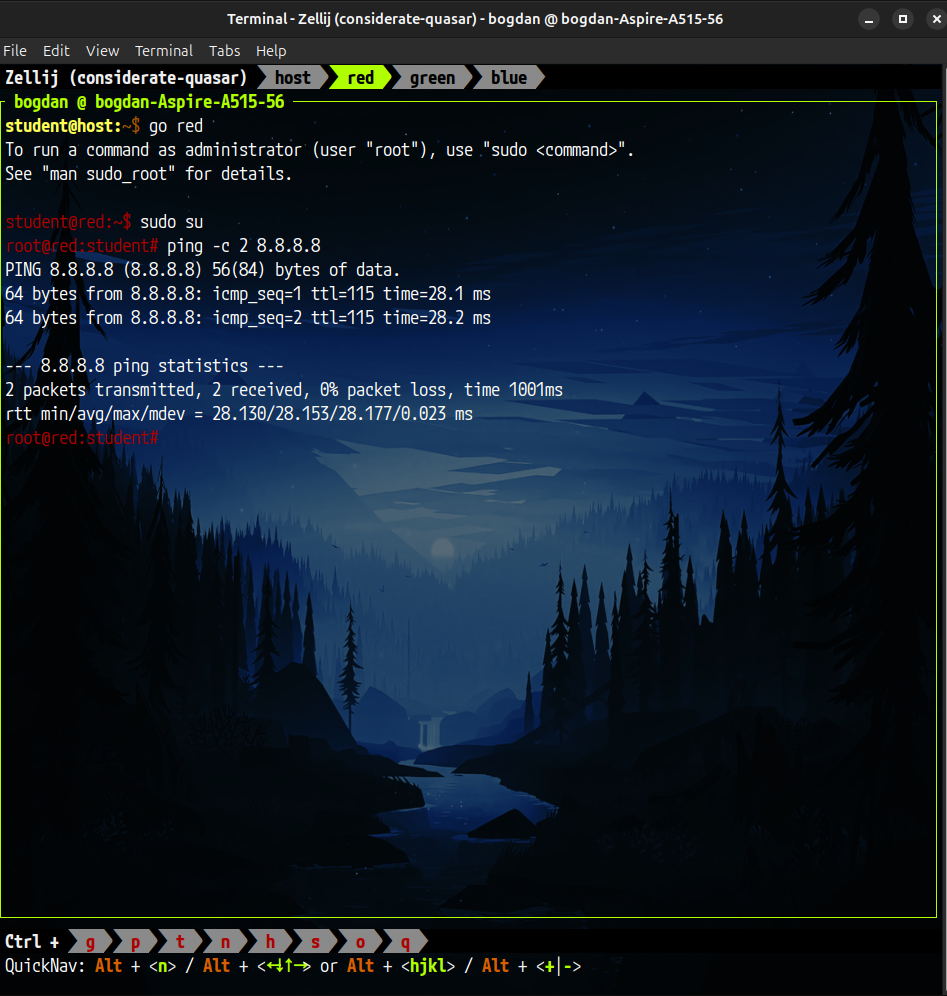 Terminal - Zellij (considerate-quasar) - bogdan @ bogdan-Aspire-A515-56
File Edit View Terminal Tabs Help
Zellij (considerate-quasar) host red green blue
bogdan @ bogdan-Aspire-A515-56
student@host:~$ go red
To run a command as administrator (user "root"), use "sudo <command>".
See "man sudo_root" for details.
student@red:~$ sudo su
root@red:student# ping -c 2 8.8.8.8
PING 8.8.8.8 (8.8.8.8) 56(84) bytes of data.
64 bytes from 8.8.8.8: icmp_seq=1 ttl=115 time=28.1 ms
64 bytes from 8.8.8.8: icmp_seq=2 ttl=115 time=28.2 ms
--- 8.8.8.8 ping statistics ---
2 packets transmitted, 2 received, 0% packet loss, time 1001ms
rtt min/avg/max/mdev = 28.130/28.153/28.177/0.023 ms
root@red:student#
Ctrl + g p t n h s o q
QuickNav: Alt + <n> / Alt + <←↓↑→> or Alt + <hjkl> / Alt + <+|->